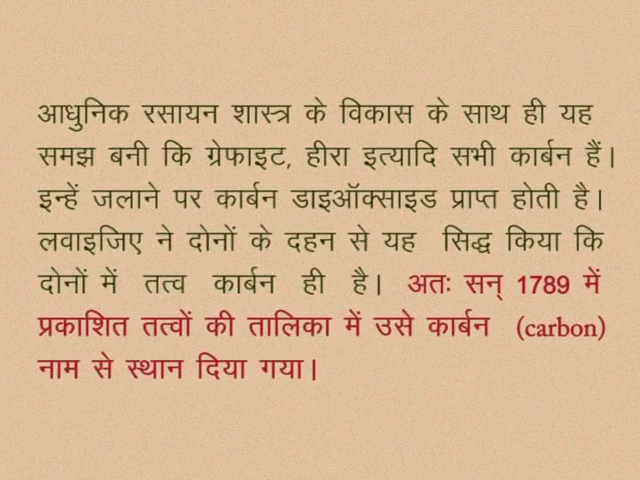 आधुनिक रसायन शास्त्र के विकास के साथ ही यह
समझ बनी कि ग्रेफाइट, हीरा इत्यादि सभी कार्बन हैं।
इन्हें जलाने पर कार्बन डाइऑक्साइड प्राप्त होती है।
लवाइजिए ने दोनों के दहन से यह सिद्ध किया कि
दोनों में तत्व कार्बन ही है। अतः सन् 1789 में
प्रकाशित तत्वों की तालिका में उसे कार्बन (carbon)
नाम से स्थान दिया गया।